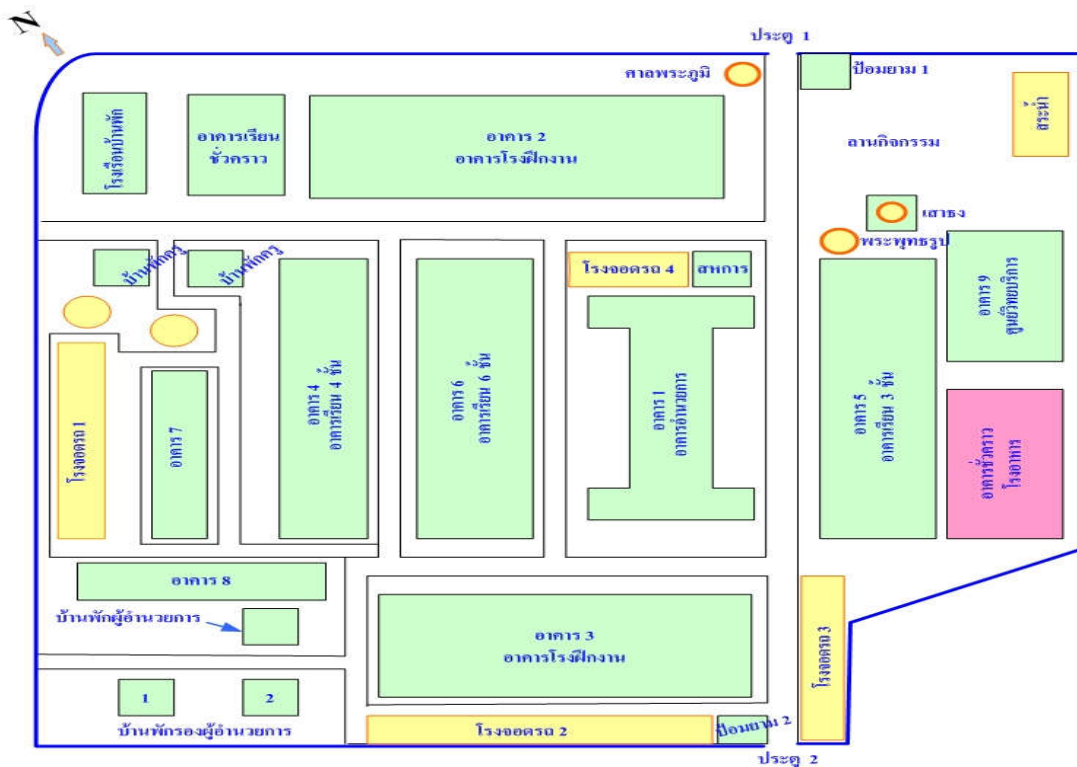 N
ประตู 1
ศาลพระภูมิ
ป้อมยาม 1
สระน้ำ
โรงเรือนบ้านพัก
อาคารเรียน
ชั่วคราว
อาคาร 2
อาคารโรงฝึกงาน
ลานกิจกรรม
เสาธง
พระพุทธรูป
บ้านพักครู
บ้านพักครู
โรงจอดรถ 4
สหการ
อาคาร 9
ศูนย์วิทยบริการ
โรงจอดรถ 1
อาคาร 7
อาคาร 4
อาคารเรียน 4 ชั้น
อาคาร 6
อาคารเรียน 6 ชั้น
อาคาร 1
อาคารอำนวยการ
อาคาร 5
อาคารเรียน 3 ชั้น
อาคารชั่วคราว
โรงอาหาร
อาคาร 8
บ้านพักผู้อำนวยการ
อาคาร 3
อาคารโรงฝึกงาน
โรงจอดรถ 3
1
2
บ้านพักรองผู้อำนวยการ
โรงจอดรถ 2
ป้อมยาม 2
ประตู 2